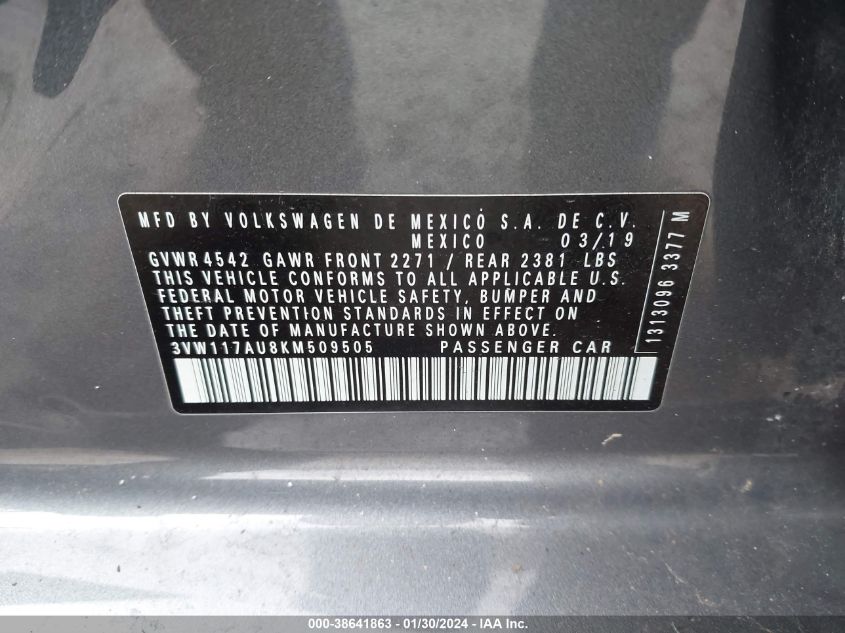 MFD BY VOLKSWAGEN DE MEXICO S.A. DE C.V.
MEXICO 03/19
GVWR 4542 GAWR FRONT 2271 / REAR 2381 LBS
THIS VEHICLE CONFORMS TO ALL APPLICABLE U.S.
FEDERAL MOTOR VEHICLE SAFETY, BUMPER AND
THEFT PREVENTION STANDARDS IN EFFECT ON
THE DATE OF MANUFACTURE SHOWN ABOVE.
3VW117AU8KM509505 PASSENGER CAR
1313096 3377 M
000-38641863 - 01/30/2024 - IAA Inc.